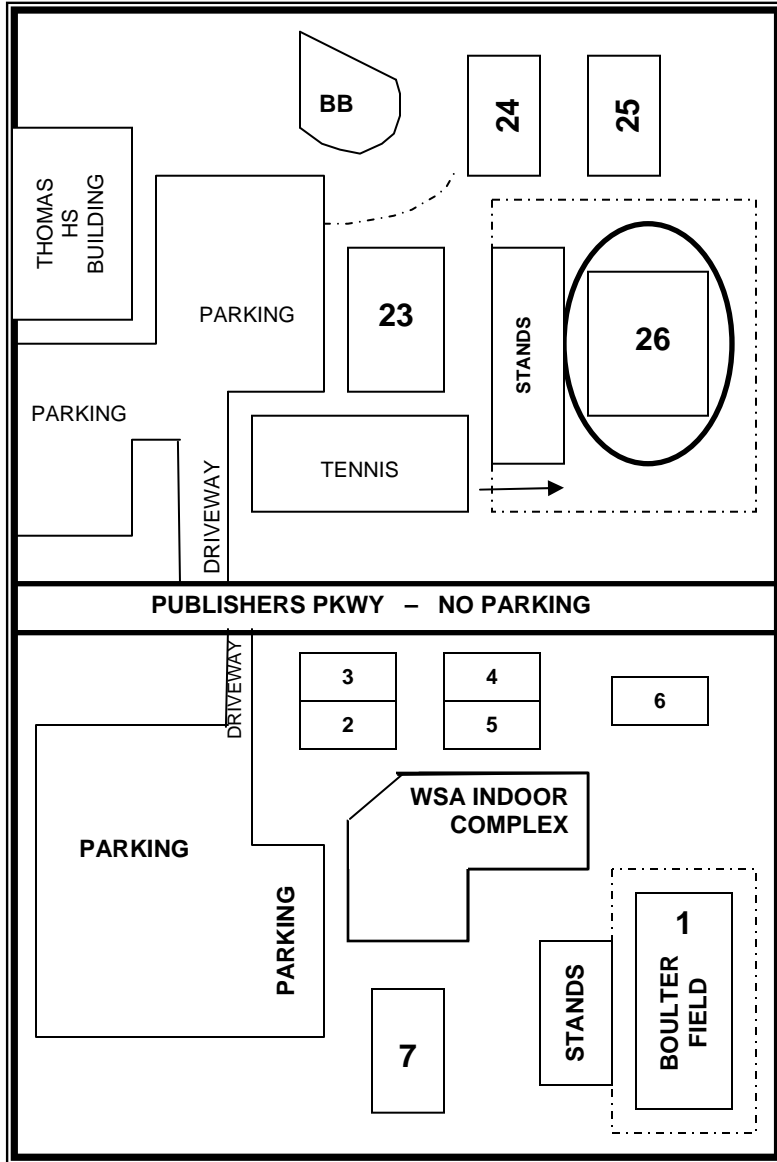 BB
24
25
THOMAS
HS
BUILDING
PARKING
23
STANDS
26
PARKING
TENNIS
DRIVEWAY
PUBLISHERS PKWY – NO PARKING
DRIVEWAY
3
4
6
2
5
WSA INDOOR
COMPLEX
PARKING
PARKING
1
BOULTER
FIELD
STANDS
7